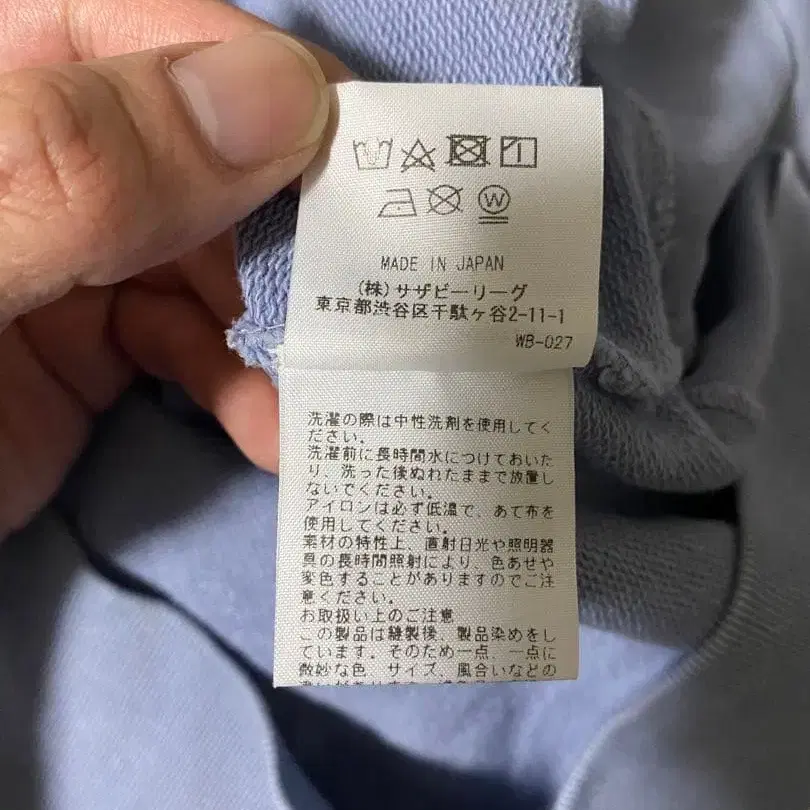 W
MADE IN JAPAN
(株)サザビーリーグ
東京都渋谷区千駄ヶ谷2-11-1
WB-027
洗濯の際は中性洗剤を使用してく
ださい。
洗濯前に長時間水につけておいた
り、洗った後ぬれたままで放置し
ないでください。
アイロンは必ず低温で、あて布を
使用してください。
素材の特性上、直射日光や照明器
具の長時間照射により、色あせや
変色することがありますのでご注
意ください。
お取扱い上のご注意
この製品は縫製後、製品染めをし
ています。そのため一点、一点に
微妙な色、サイズ、風合いなどの